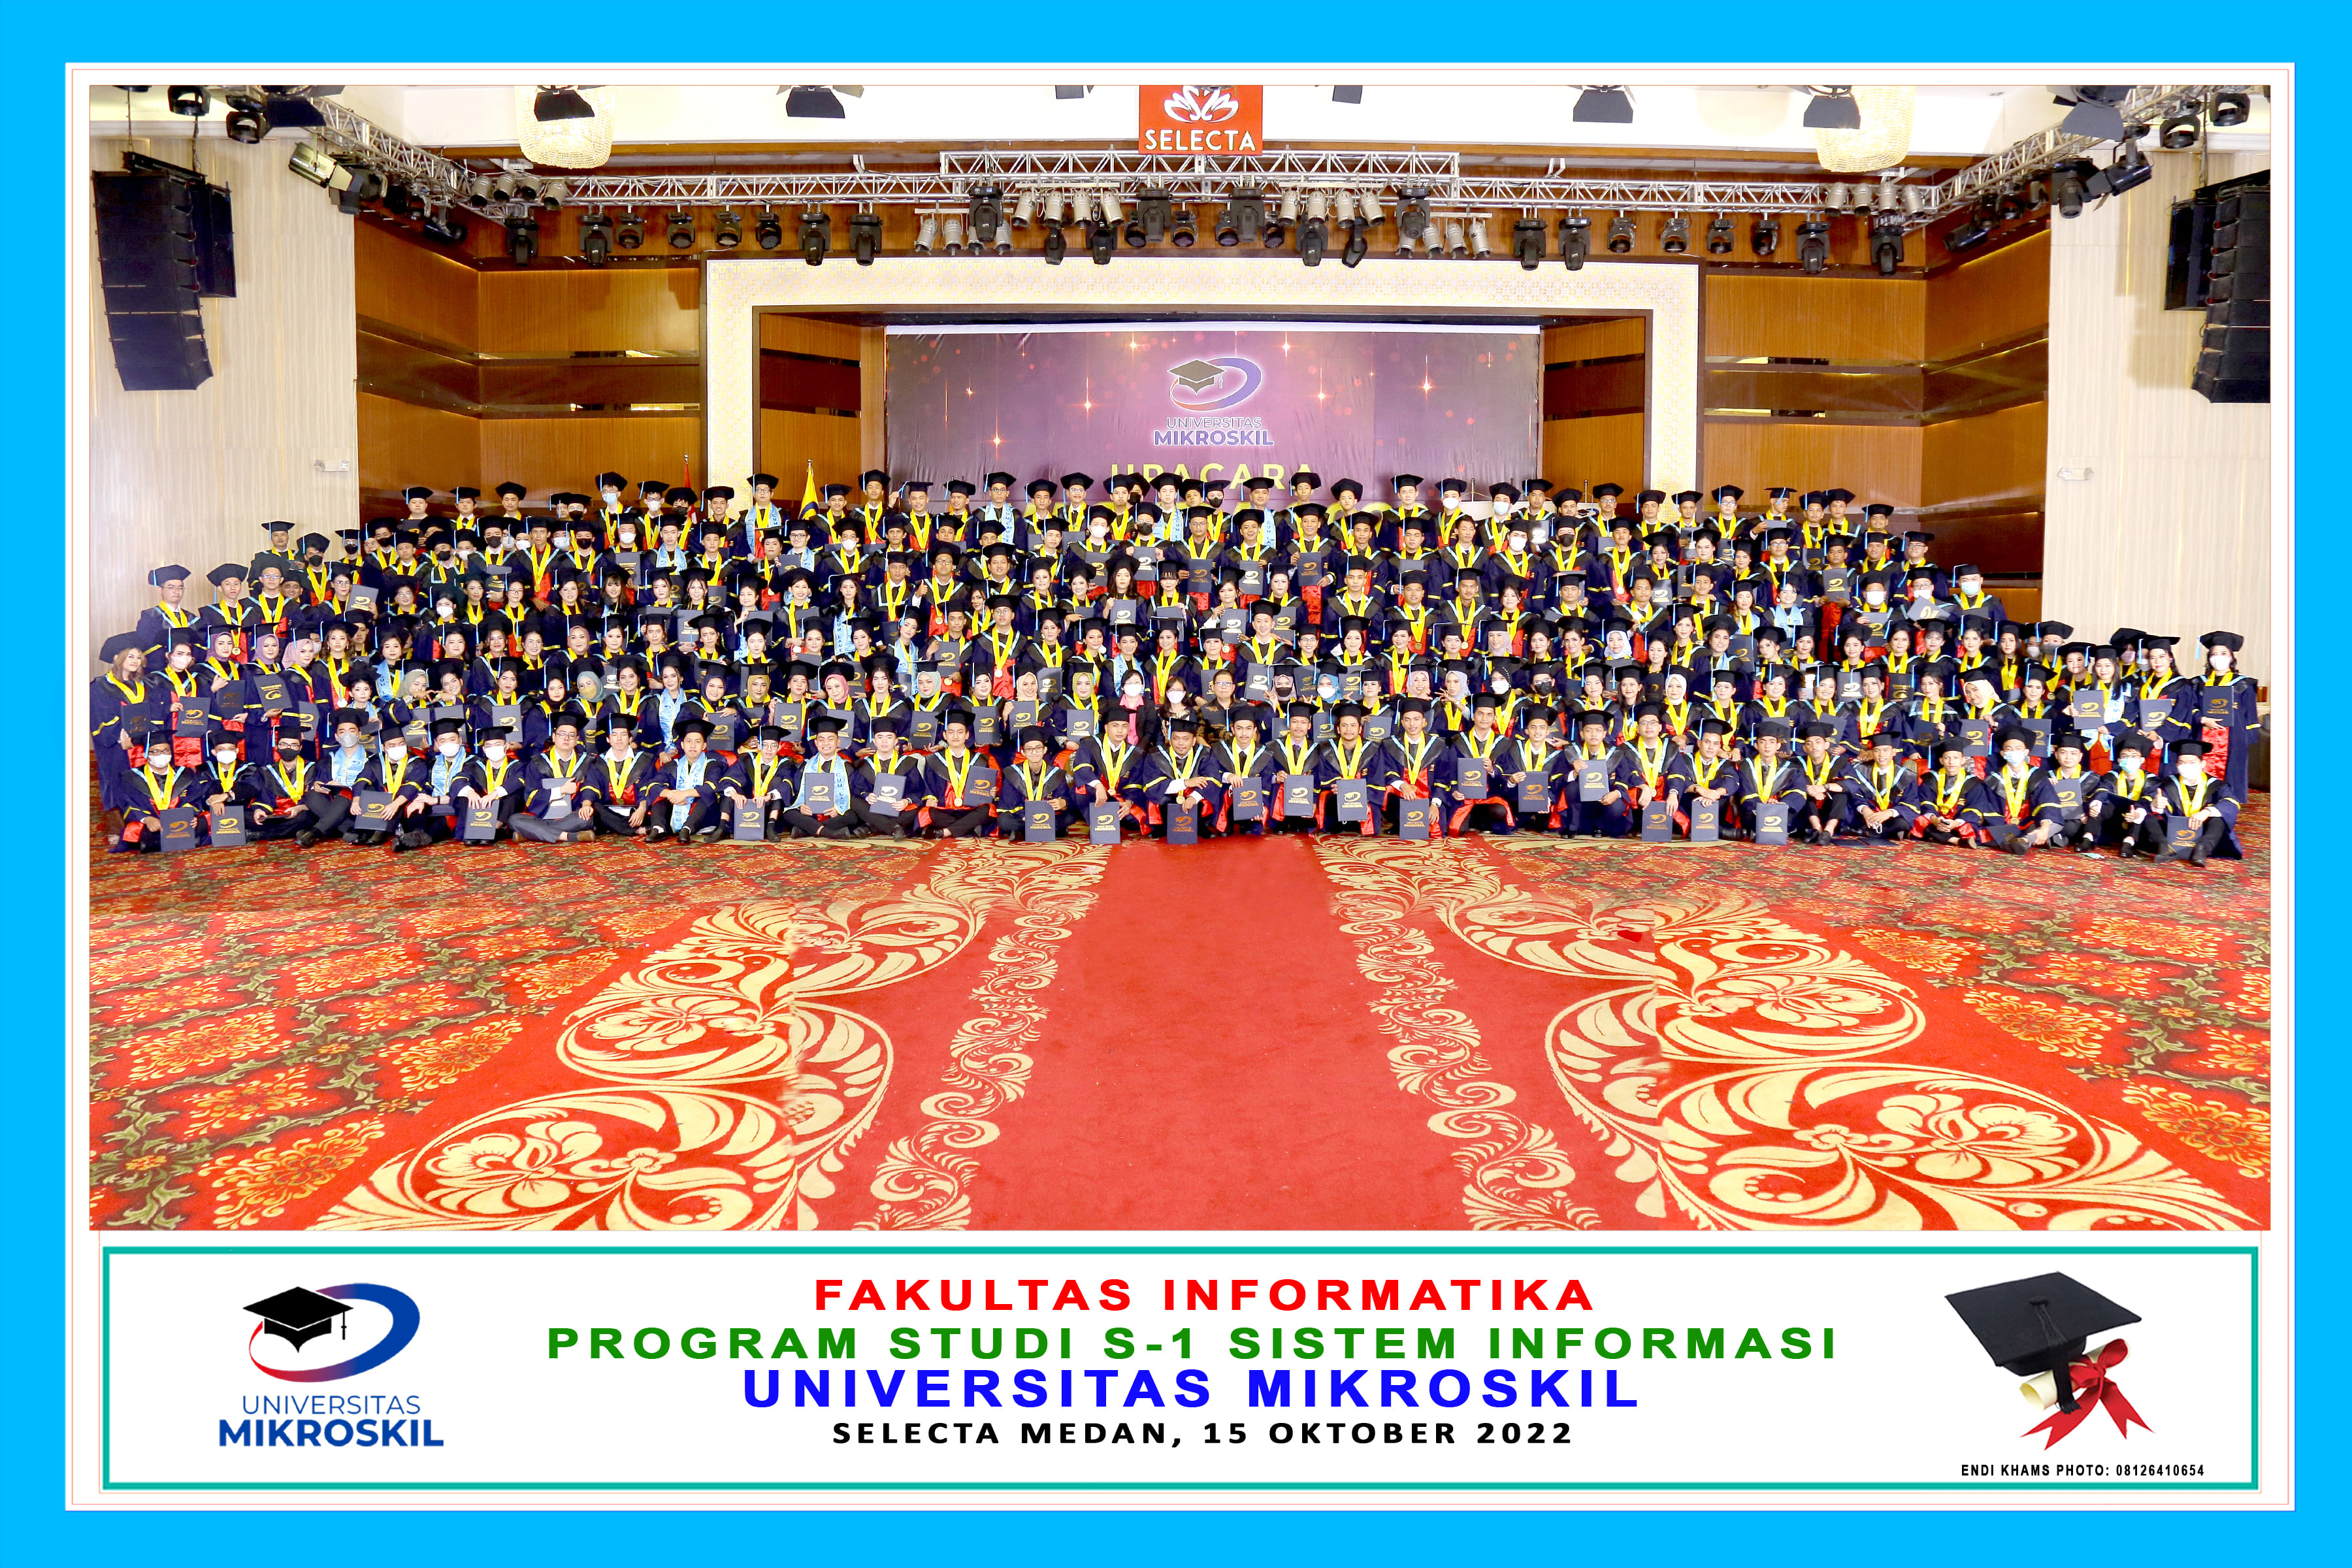 SELECTA
UNIVERSITAS
MIKROSKIL
UPACARA
FAKULTAS INFORMATIKA
PROGRAM STUDI S-1 SISTEM INFORMASI
UNIVERSITAS MIKROSKIL
SELECTA MEDAN, 15 OKTOBER 2022
UNIVERSITAS
MIKROSKIL
ENDI KHAMS PHOTO: 08126410654